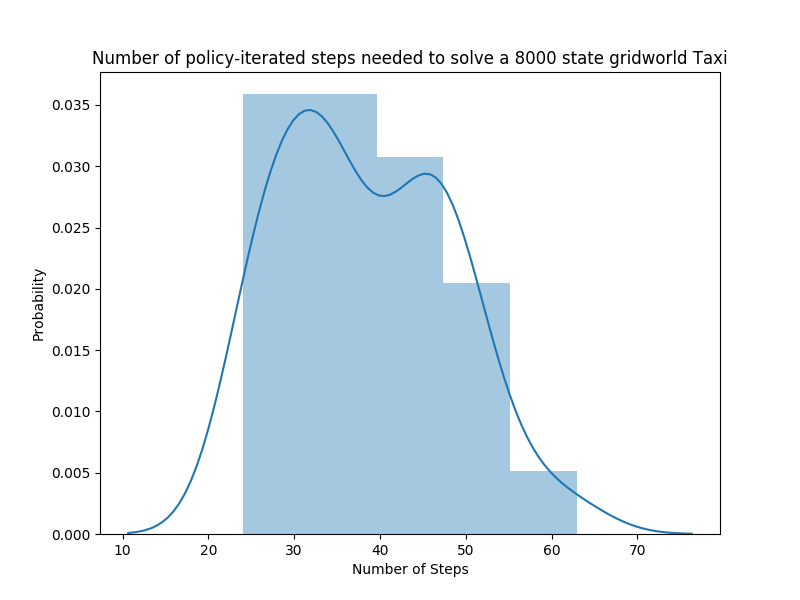 Number of policy-iterated steps needed to solve a 8000 state gridworld Taxi
0.035
0.030
0.025
0.020
0.015
0.010
0.005
0.000
Probability
10 20 30 40 50 60 70
Number of Steps